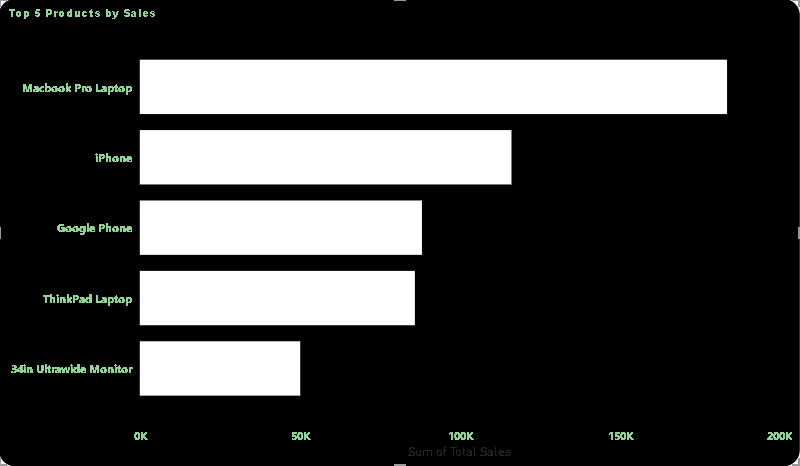 Top 5 Products by Sales
Macbook Pro Laptop
iPhone
Google Phone
ThinkPad Laptop
34in Ultrawide Monitor
0K 50K 100K 150K 200K
Sum of Total Sales